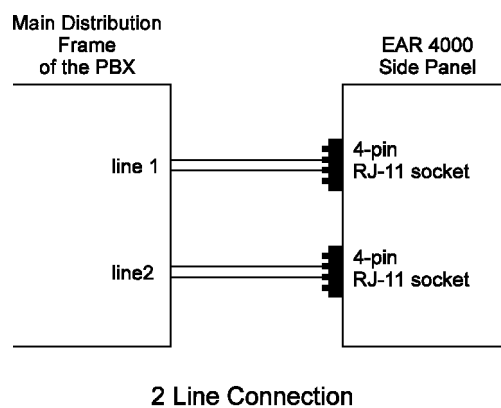 Main Distribution
Frame
of the PBX
EAR 4000
Side Panel
line 1
4-pin
RJ-11 socket
line2
4-pin
RJ-11 socket
2 Line Connection